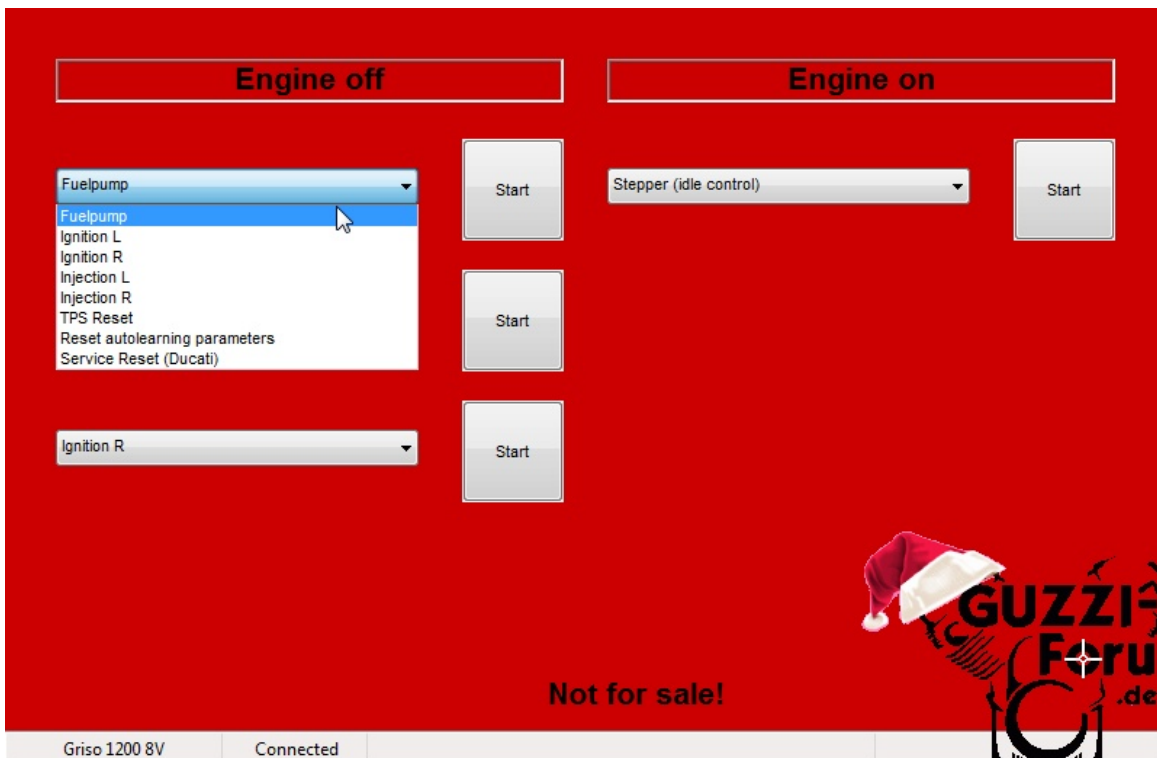 Engine off
Engine on
Fuelpump
Start
Stepper (idle control)
Start
Fuelpump
Ignition L
Ignition R
Injection L
Injection R
TPS Reset
Reset autolearning parameters
Service Reset (Ducati)
Start
Ignition R
Start
GUZZI
Foru
.de
Not for sale!
Griso 1200 8V
Connected